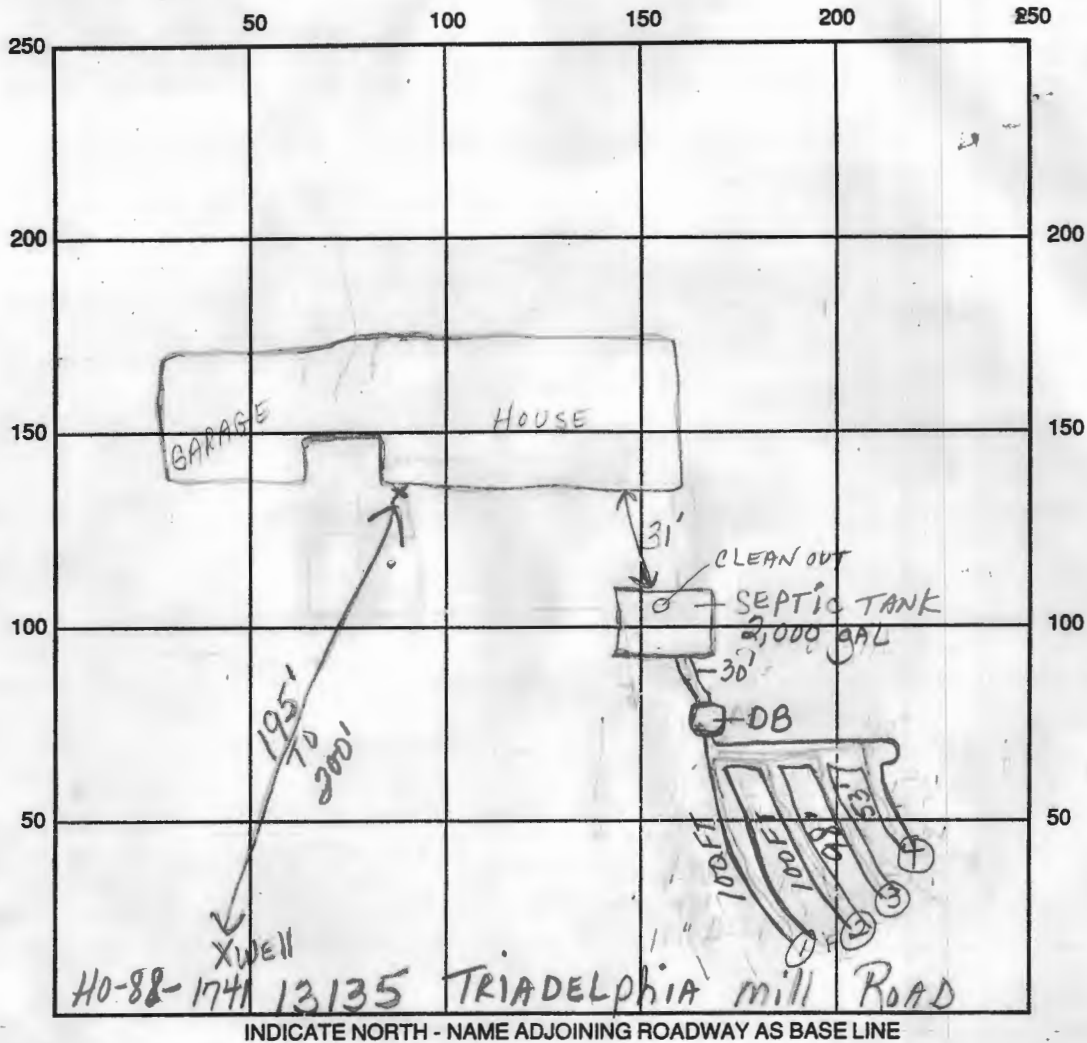 50 100 150 200 250
250
200 200
GARAGE HOUSE
150 150
31'
CLEAN OUT
SEPTIC TANK
2,000 GAL
100 100
30'
DB
195'
TO
200'
50 50
100FT 100FT 80' 53'
4
3
2
1
XWELL
HO-88-1741 13135 TRIADELPHIA mill ROAD
INDICATE NORTH - NAME ADJOINING ROADWAY AS BASE LINE